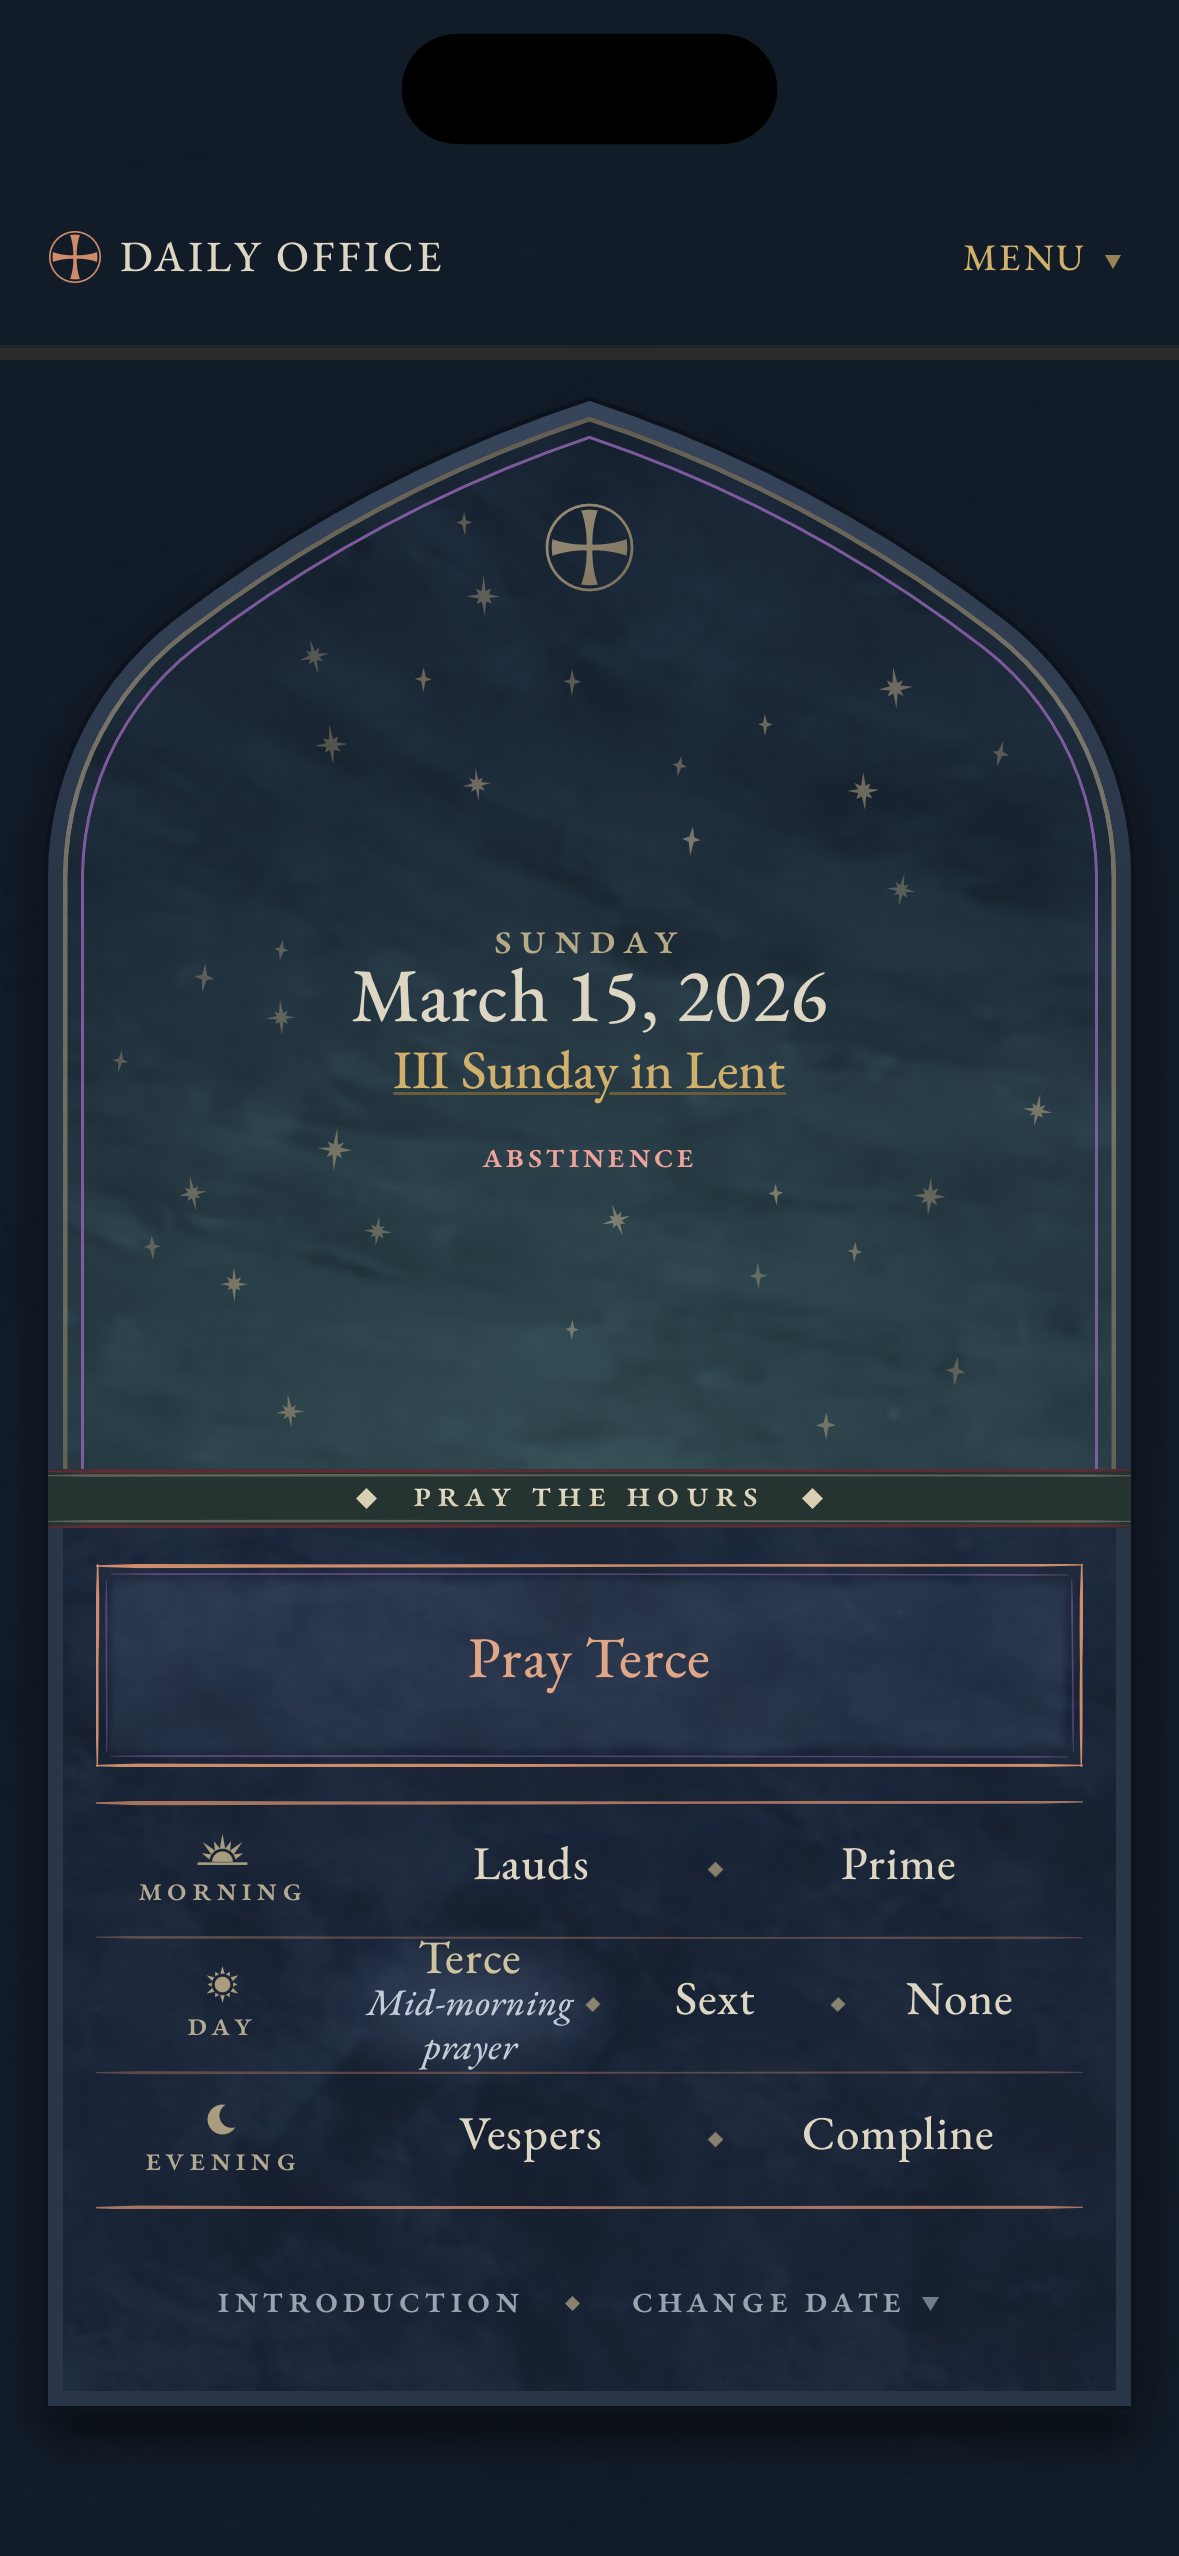 DAILY OFFICE
MENU ▼
SUNDAY
March 15, 2026
III Sunday in Lent
ABSTINENCE
◆ PRAY THE HOURS ◆
Pray Terce
MORNING
Lauds ◆ Prime
DAY
Terce
Mid-morning
prayer
◆ Sext ◆ None
EVENING
Vespers ◆ Compline
INTRODUCTION ◆ CHANGE DATE ▼